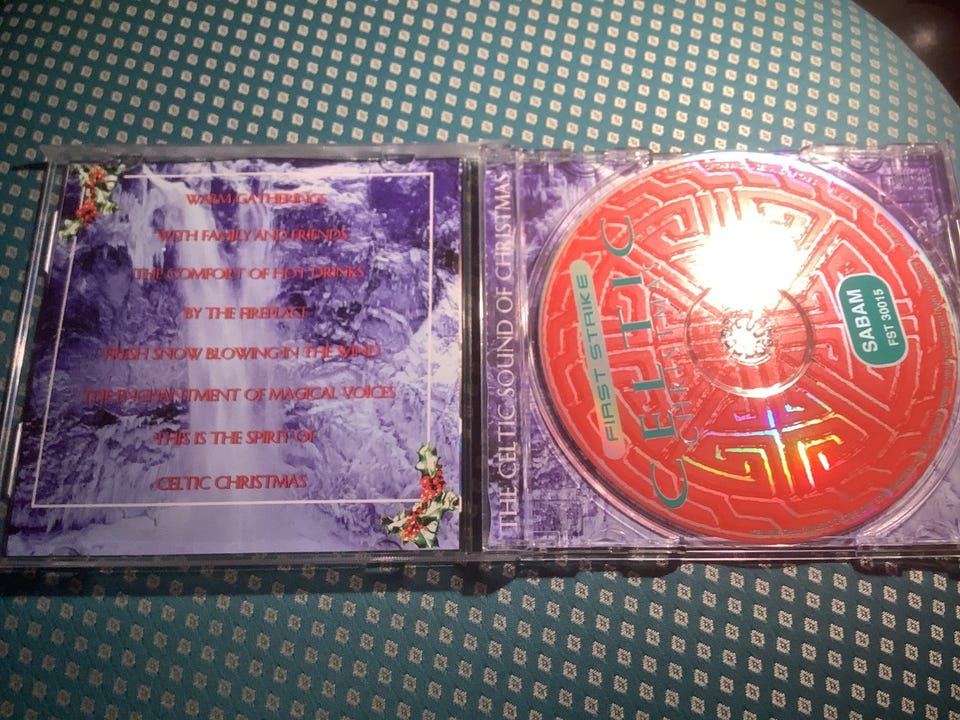 WARM GATHERINGS
WITH FAMILY AND FRIENDS
THE COMFORT OF HOT DRINKS
BY THE FIREPLACE
FRESH SNOW BLOWING IN THE WIND
THE ENCHANTMENT OF MAGICAL VOICES
THIS IS THE SPIRIT OF
CELTIC CHRISTMAS
THE CELTIC SOUND OF CHRISTMAS
FIRST STRIKE
CELTIC
CHRISTMAS
SABAM
FST 30015